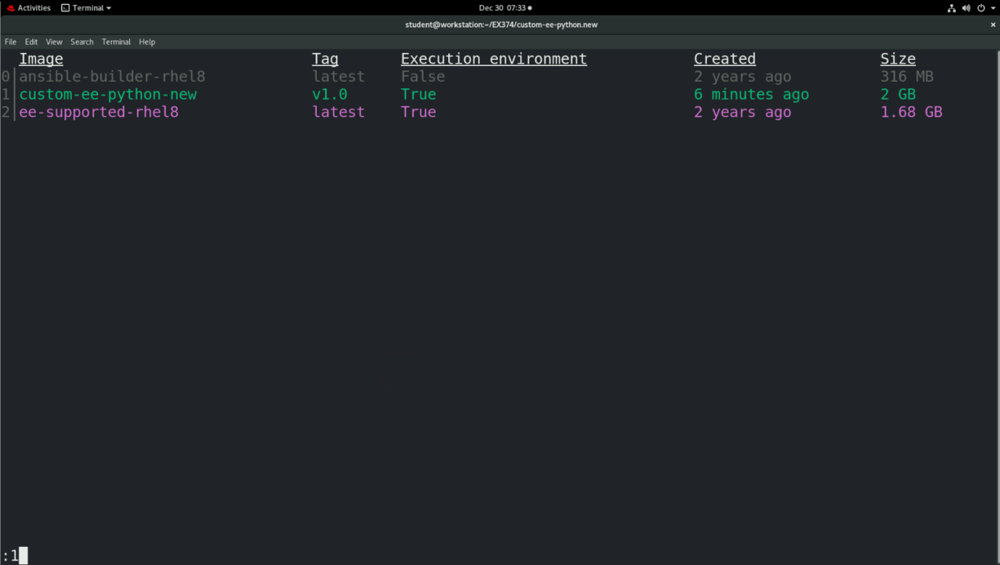 Activities Terminal Dec 30 07:33
student@workstation:~/EX374/custom-ee-python.new ×
File Edit View Search Terminal Help
Image Tag Execution environment Created Size
0│ansible-builder-rhel8 latest False 2 years ago 316 MB
1│custom-ee-python-new v1.0 True 6 minutes ago 2 GB
2│ee-supported-rhel8 latest True 2 years ago 1.68 GB
:1